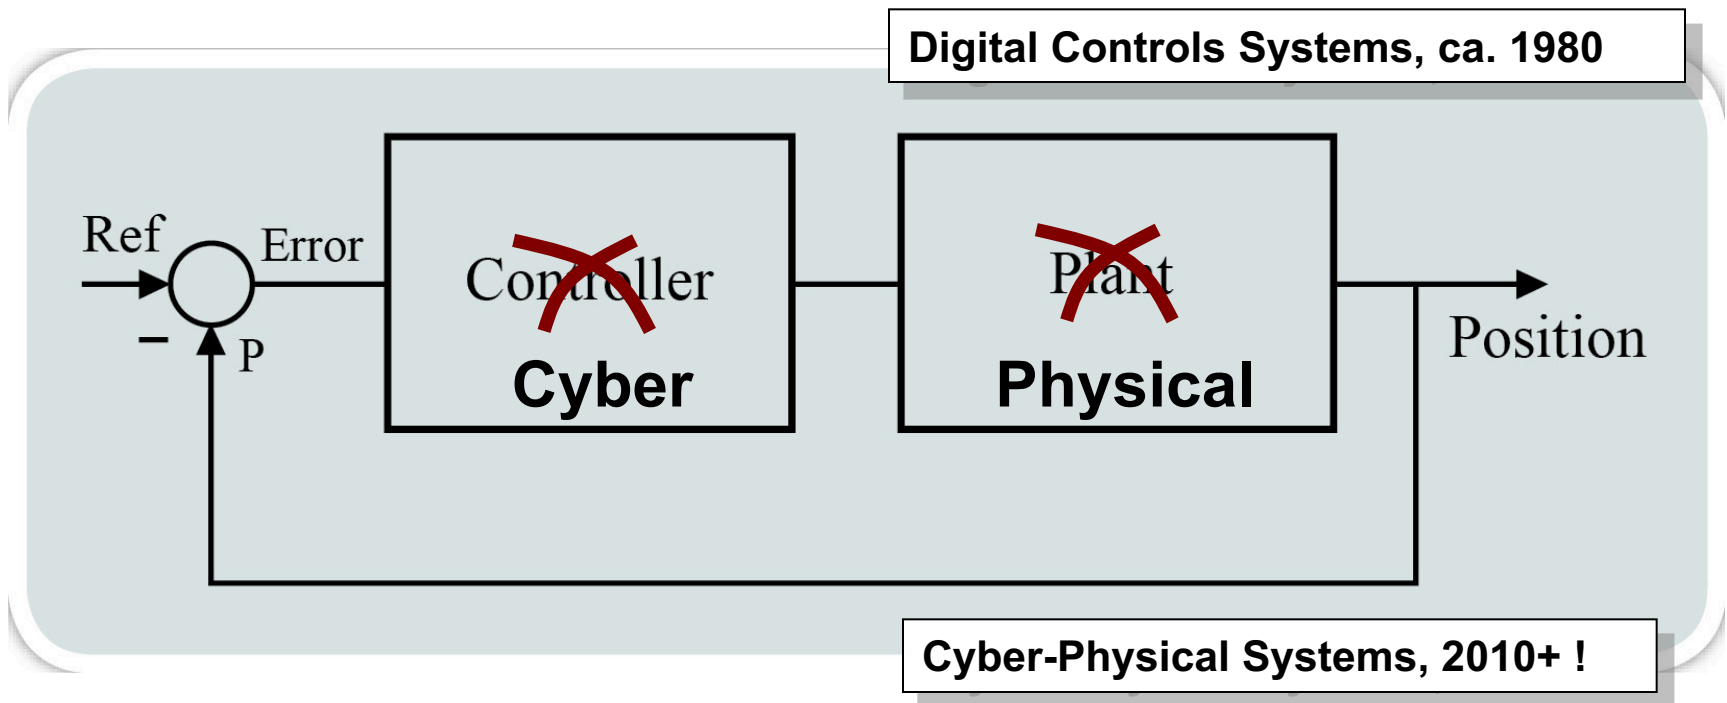 Digital Controls Systems, ca. 1980
Ref
Error
Controller
Plant
–
P
Cyber
Physical
Position
Cyber-Physical Systems, 2010+ !